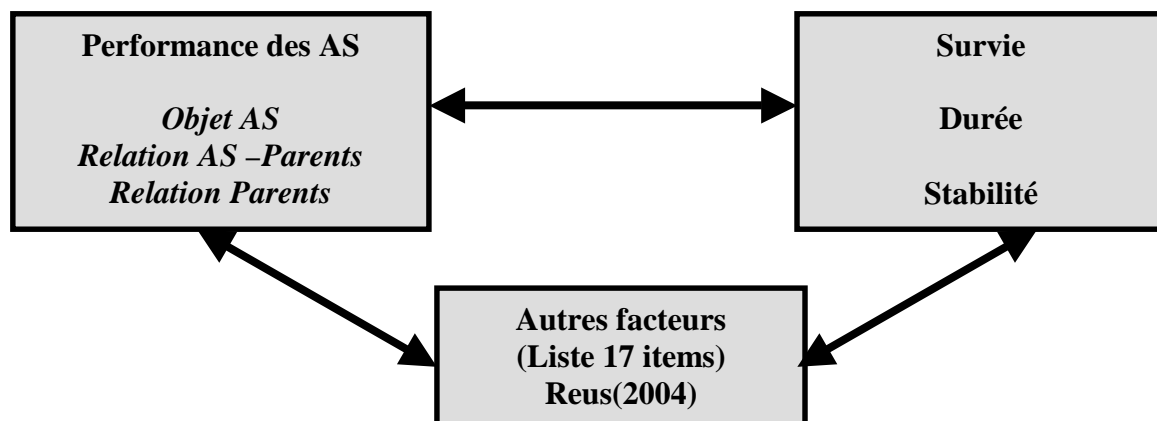 Performance des AS
Objet AS
Relation AS –Parents
Relation Parents
Survie
Durée
Stabilité
Autres facteurs
(Liste 17 items)
Reus(2004)